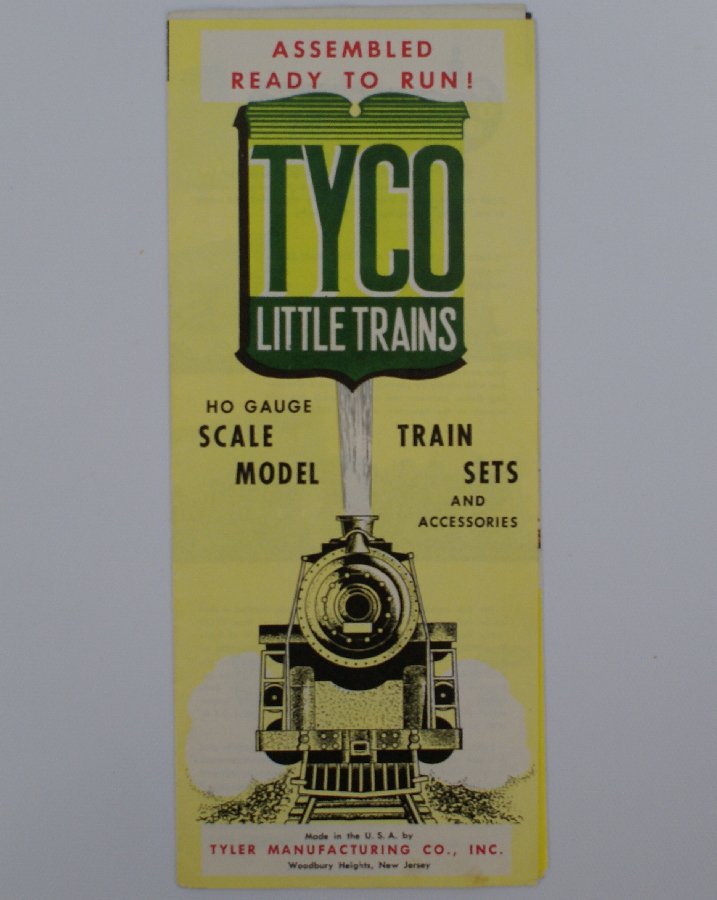 ASSEMBLED
READY TO RUN!
TYCO
LITTLE TRAINS
HO GAUGE
SCALE
MODEL
TRAIN
SETS
AND
ACCESSORIES
Made in the U. S. A. by
TYLER MANUFACTURING CO., INC.
Woodbury Heights, New Jersey